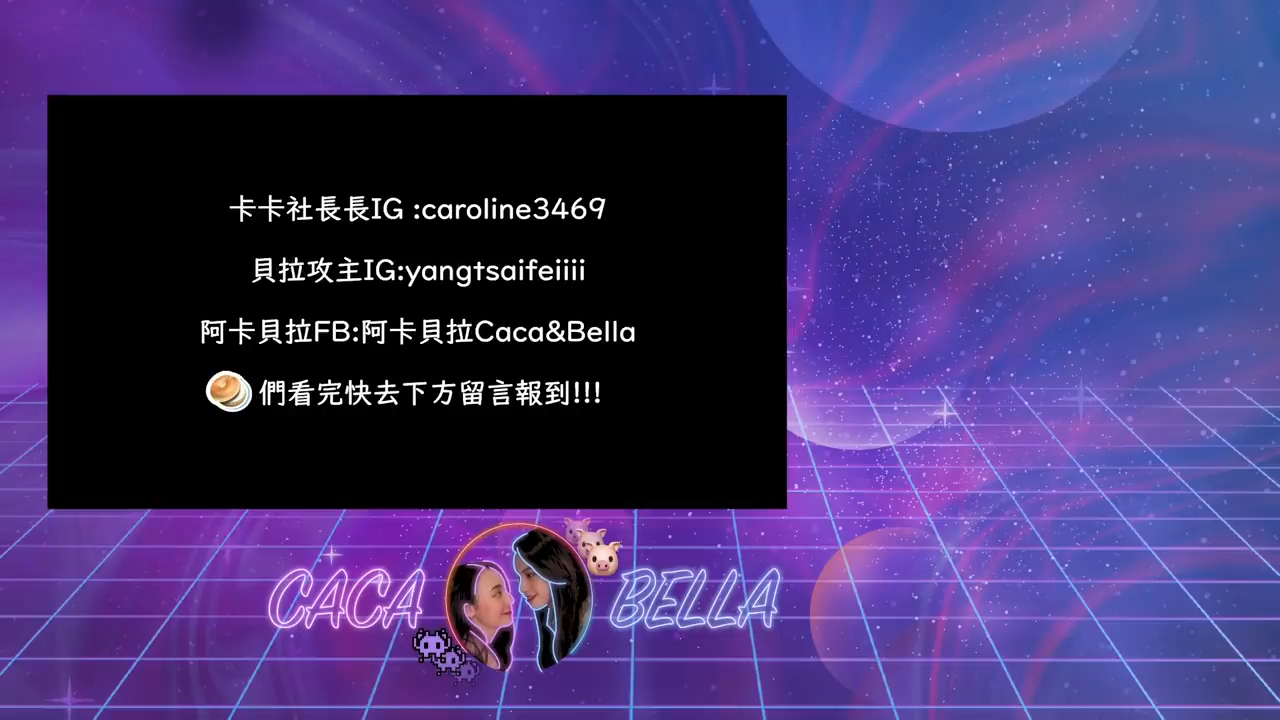 卡卡社長長IG :caroline3469
貝拉攻主IG:yangtsaifeiiii
阿卡貝拉FB:阿卡貝拉Caca&Bella
們看完快去下方留言報到!!!
CACA BELLA